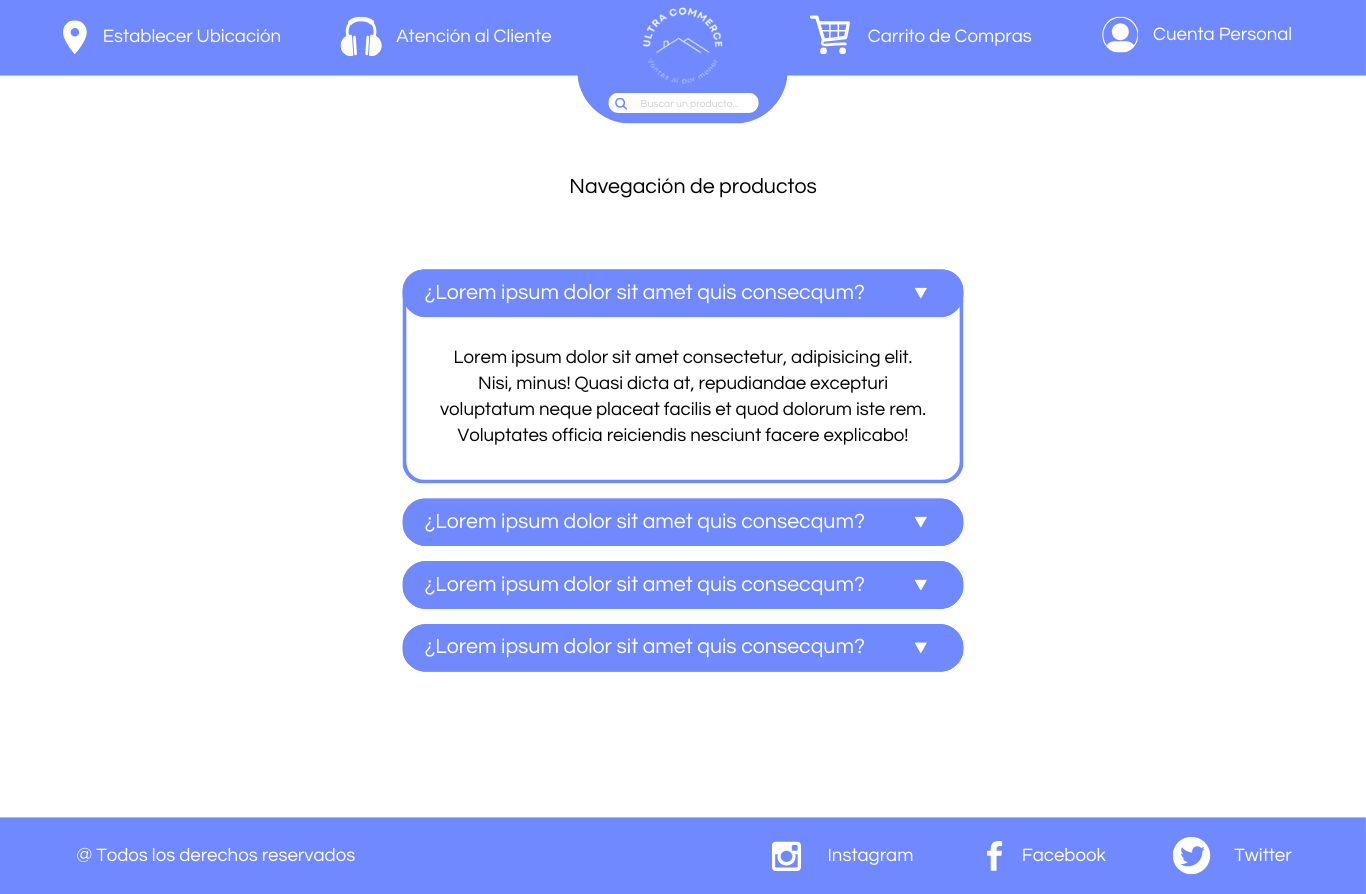 Establecer Ubicación
Atención al Cliente
ULTRA COMMERCE
Ventas al por menor
Carrito de Compras
Cuenta Personal
Buscar un producto...
Navegación de productos
¿Lorem ipsum dolor sit amet quis consecqum? ▼
Lorem ipsum dolor sit amet consectetur, adipisicing elit.
Nisi, minus! Quasi dicta at, repudiandae excepturi
voluptatum neque placeat facilis et quod dolorum iste rem.
Voluptates officia reiciendis nesciunt facere explicabo!
¿Lorem ipsum dolor sit amet quis consecqum? ▼
¿Lorem ipsum dolor sit amet quis consecqum? ▼
¿Lorem ipsum dolor sit amet quis consecqum? ▼
@ Todos los derechos reservados
Instagram
Facebook
Twitter